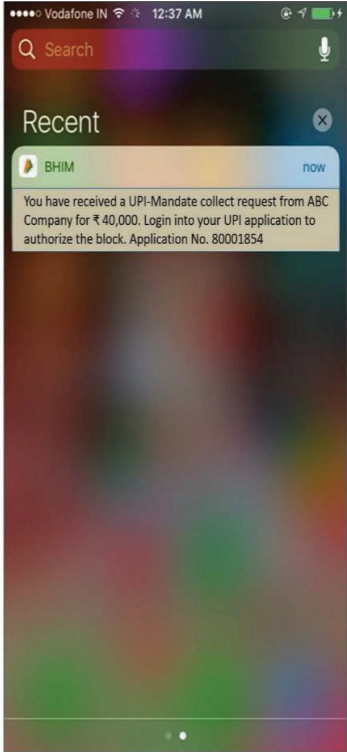 Vodafone IN 12:37 AM
Search
Recent
BHIM now
You have received a UPI-Mandate collect request from ABC
Company for ₹ 40,000. Login into your UPI application to
authorize the block. Application No. 80001854